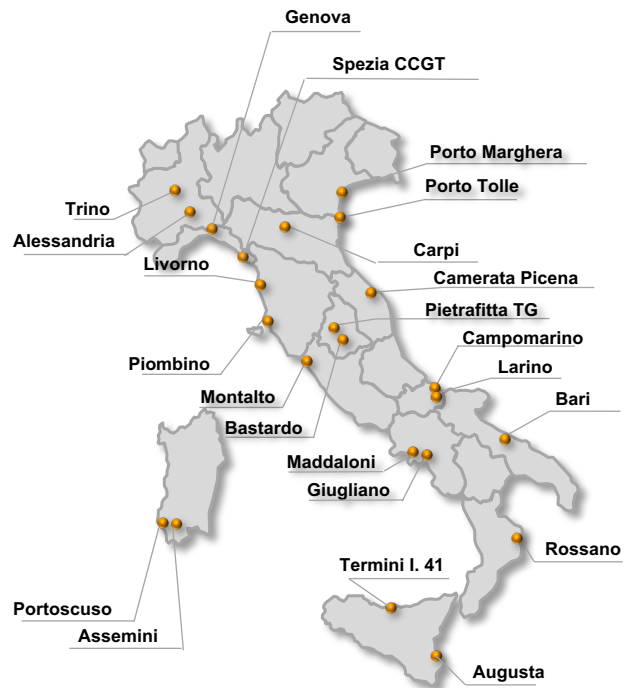 Genova
Spezia CCGT
Porto Marghera
Porto Tolle
Trino
Alessandria
Carpi
Livorno
Camerata Picena
Pietrafitta TG
Campomarino
Piombino
Larino
Montalto
Bari
Bastardo
Maddaloni
Giugliano
Rossano
Termini I. 41
Portoscuso
Assemini
Augusta